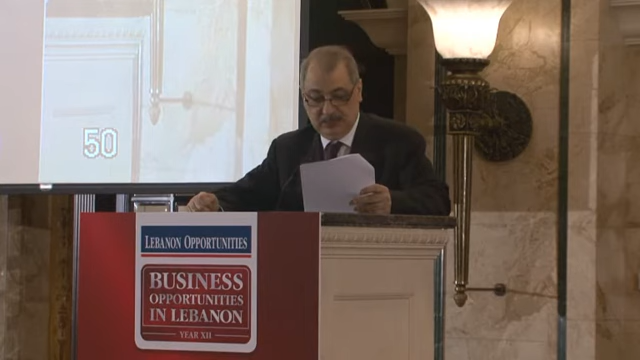 50
LEBANON OPPORTUNITIES
BUSINESS
OPPORTUNITIES
IN LEBANON
YEAR XII